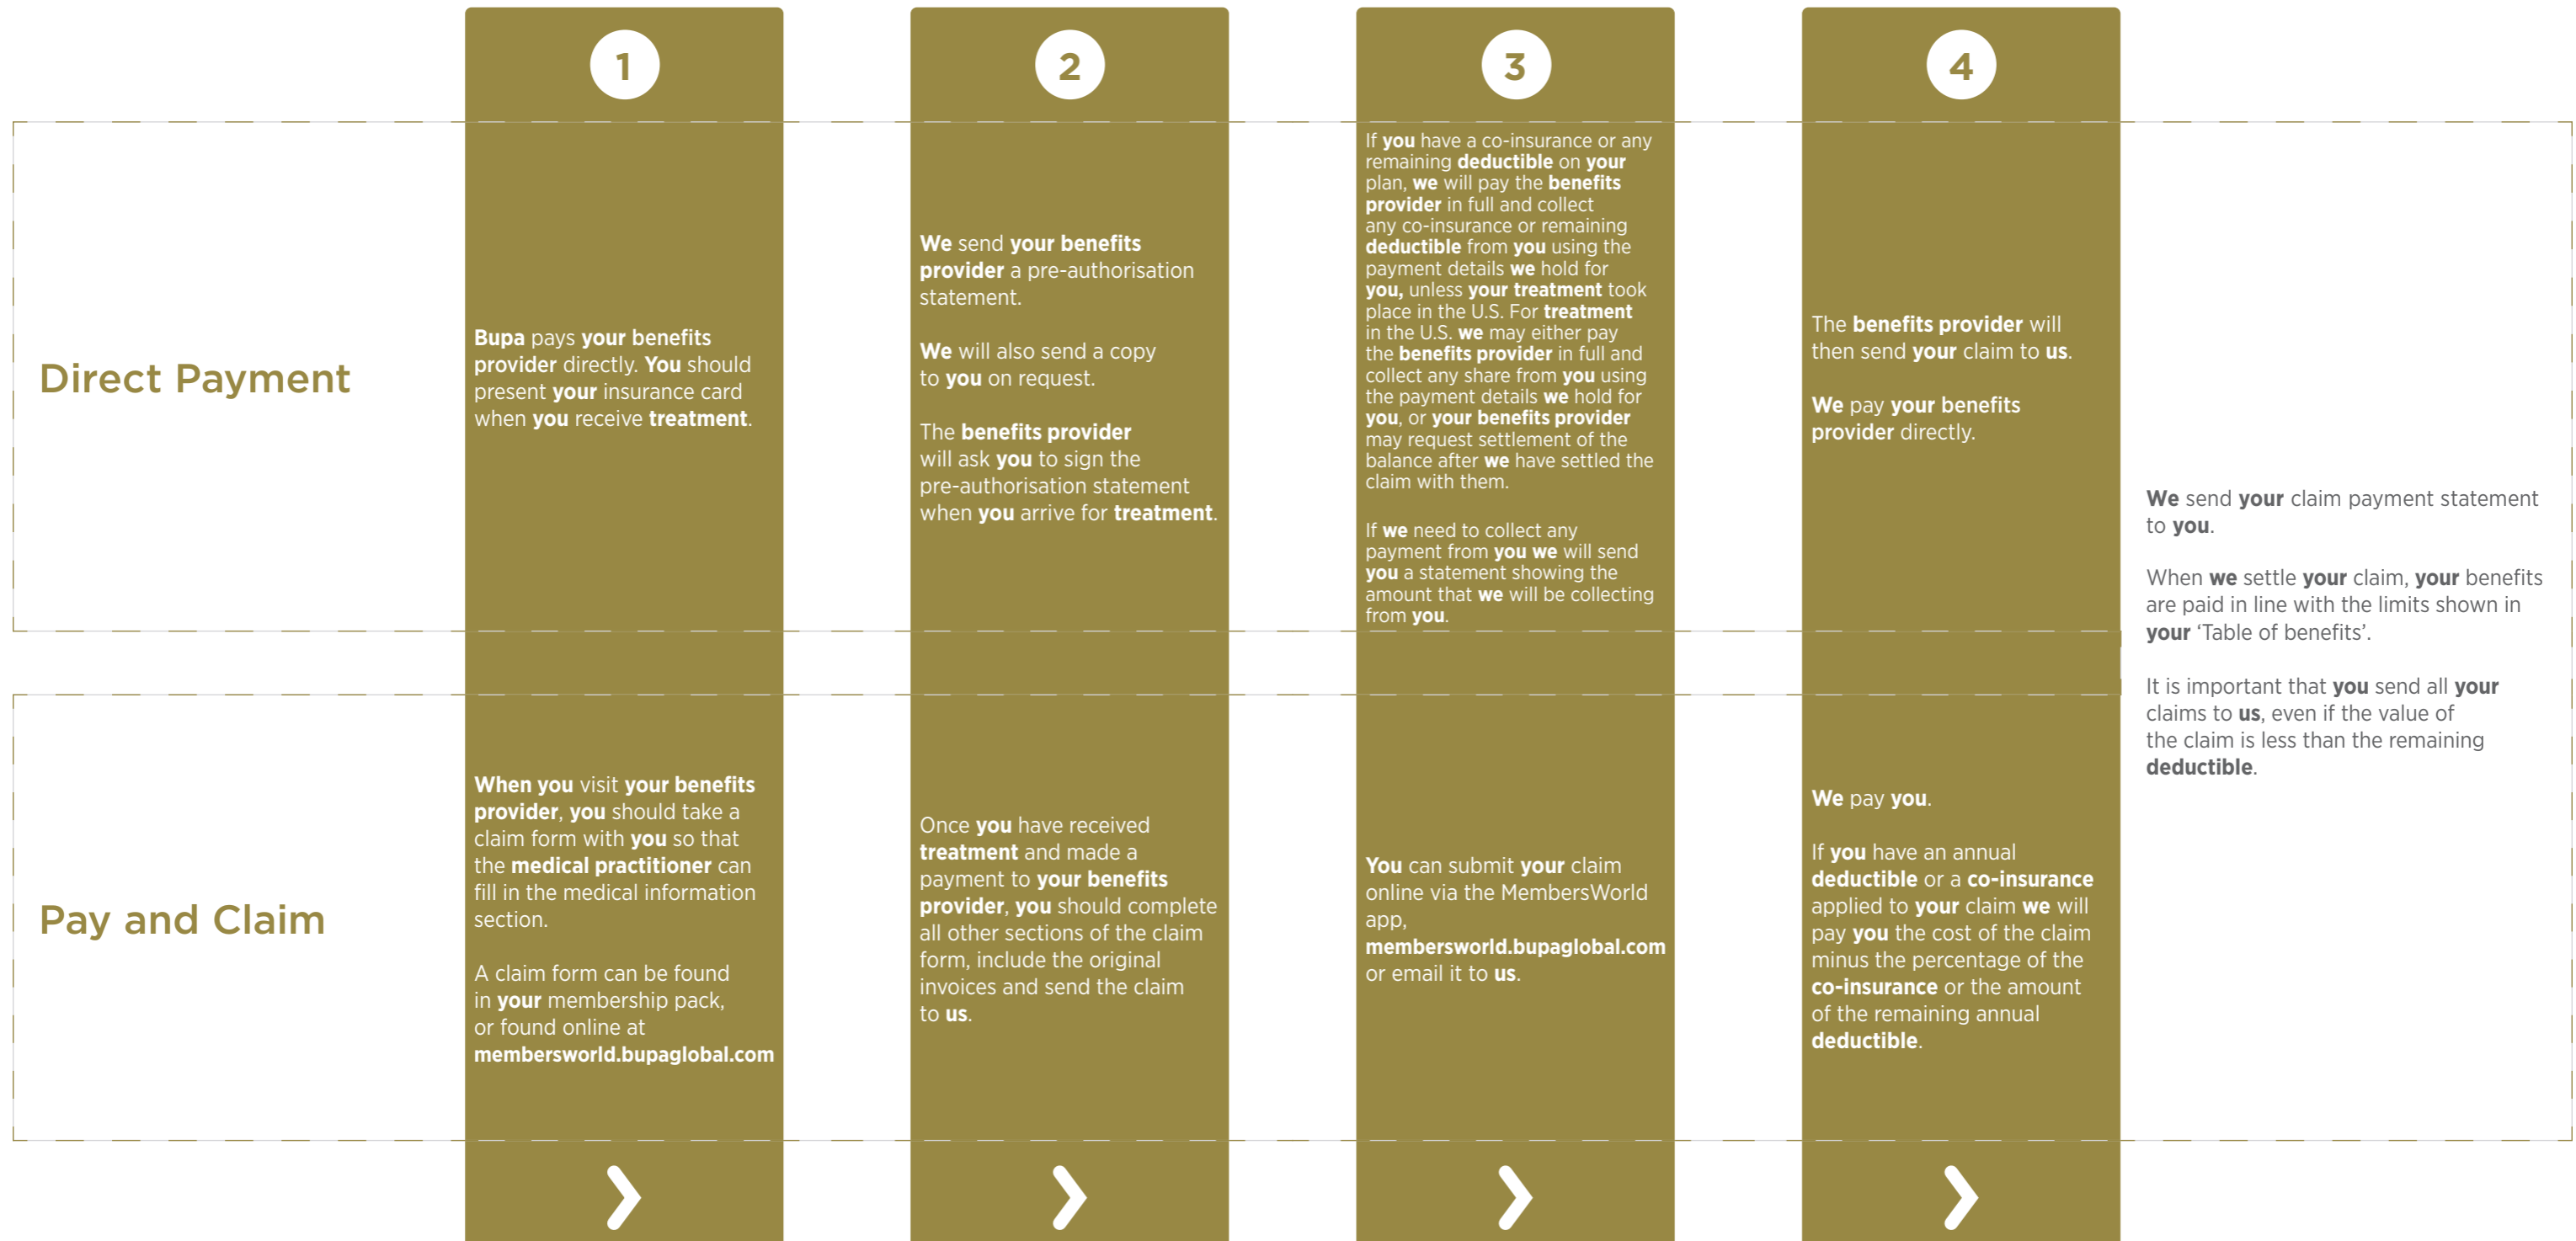 1
2
3
4
Direct Payment
Bupa pays your benefits
provider directly. You should
present your insurance card
when you receive treatment.
We send your benefits
provider a pre-authorisation
statement.
We will also send a copy
to you on request.
The benefits provider
will ask you to sign the
pre-authorisation statement
when you arrive for treatment.
If you have a co-insurance or any
remaining deductible on your
plan, we will pay the benefits
provider in full and collect
any co-insurance or remaining
deductible from you using the
payment details we hold for
you, unless your treatment took
place in the U.S. For treatment
in the U.S. we may either pay
the benefits provider in full and
collect any share from you using
the payment details we hold for
you, or your benefits provider
may request settlement of the
balance after we have settled the
claim with them.
If we need to collect any
payment from you we will send
you a statement showing the
amount that we will be collecting
from you.
The benefits provider will
then send your claim to us.
We pay your benefits
provider directly.
Pay and Claim
When you visit your benefits
provider, you should take a
claim form with you so that
the medical practitioner can
fill in the medical information
section.
A claim form can be found
in your membership pack,
or found online at
membersworld.bupaglobal.com
Once you have received
treatment and made a
payment to your benefits
provider, you should complete
all other sections of the claim
form, include the original
invoices and send the claim
to us.
You can submit your claim
online via the MembersWorld
app,
membersworld.bupaglobal.com
or email it to us.
We pay you.
If you have an annual
deductible or a co-insurance
applied to your claim we will
pay you the cost of the claim
minus the percentage of the
co-insurance or the amount
of the remaining annual
deductible.
We send your claim payment statement
to you.
When we settle your claim, your benefits
are paid in line with the limits shown in
your ‘Table of benefits’.
It is important that you send all your
claims to us, even if the value of
the claim is less than the remaining
deductible.